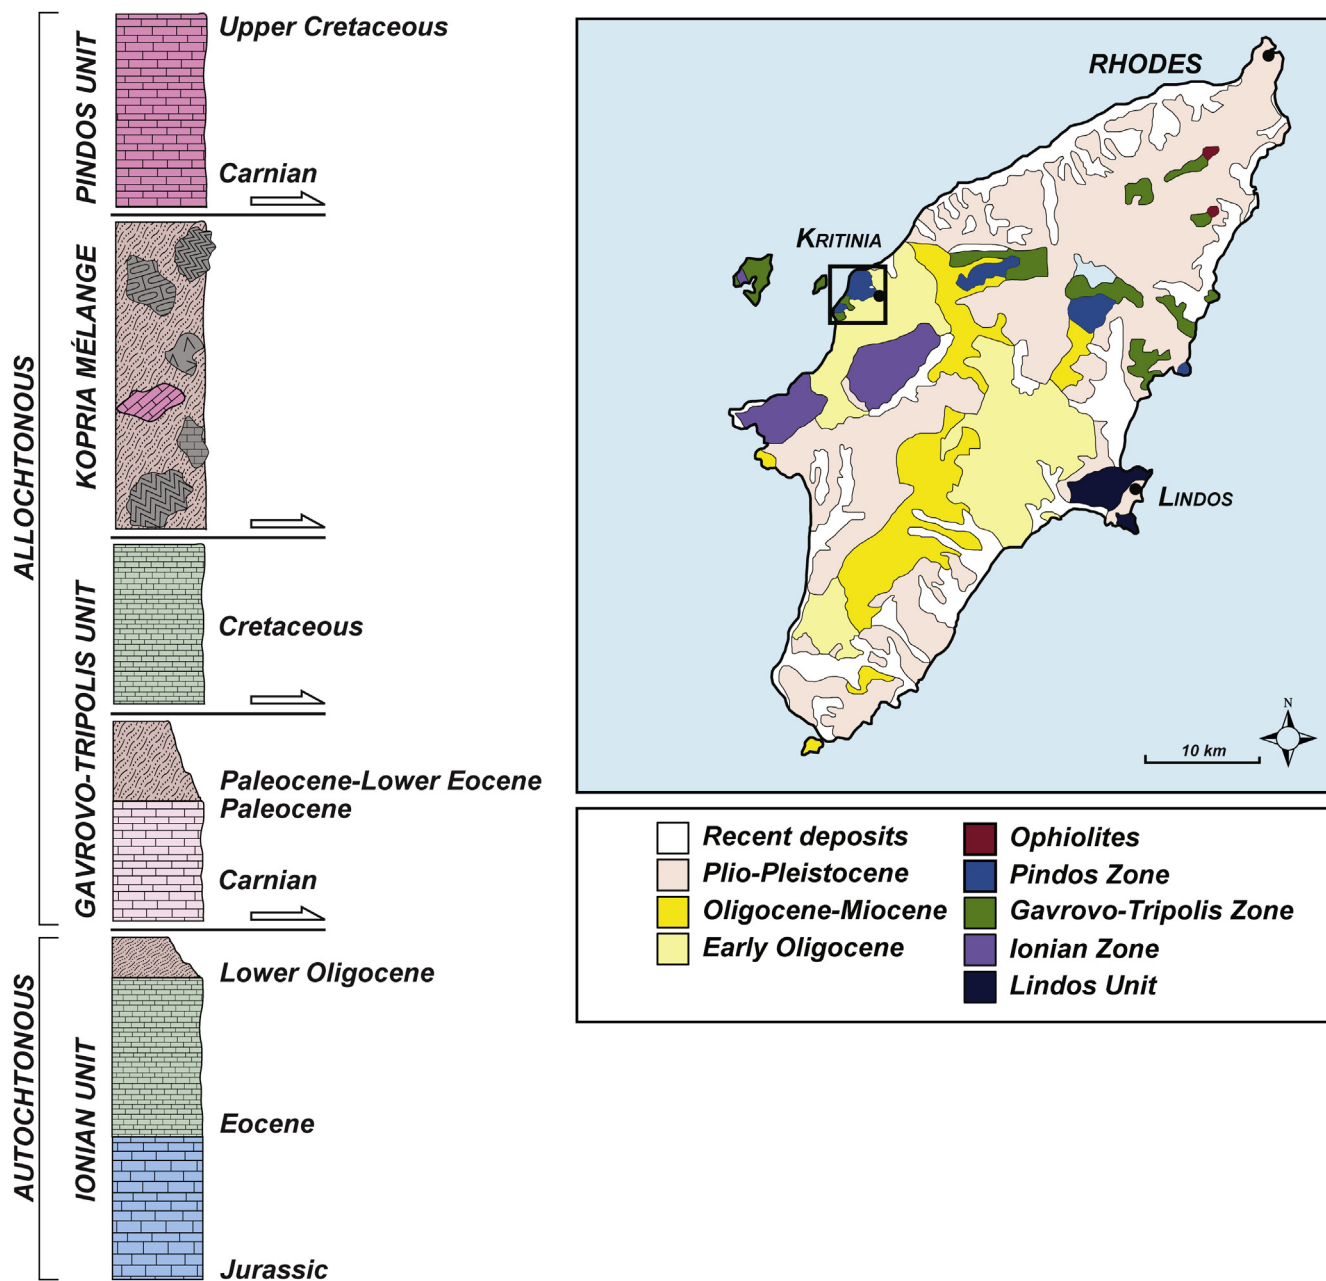 ALLOCHTONOUS
AUTOCHTONOUS
PINDOS UNIT
KOPRIA MÉLANGE
GAVROVO-TRIPOLIS UNIT
IONIAN UNIT
Upper Cretaceous
Carnian
Cretaceous
Paleocene-Lower Eocene
Paleocene
Carnian
Lower Oligocene
Eocene
Jurassic
RHODES
KRITINIA
LINDOS
N
10 km
Recent deposits
Plio-Pleistocene
Oligocene-Miocene
Early Oligocene
Ophiolites
Pindos Zone
Gavrovo-Tripolis Zone
Ionian Zone
Lindos Unit